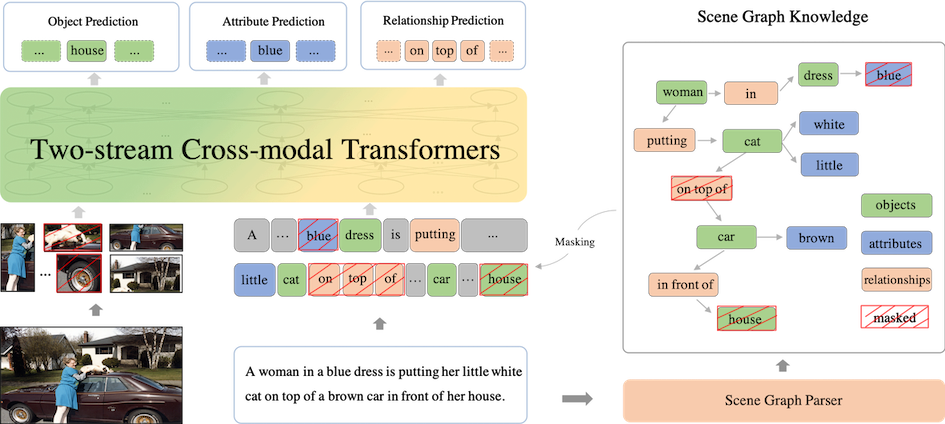 Object Prediction
... house ...
Attribute Prediction
... blue ...
Relationship Prediction
... on top of ...
Two-stream Cross-modal Transformers
...
A ... blue dress is putting ...
little cat on top of ... car ... house
Masking
A woman in a blue dress is putting her little white
cat on top of a brown car in front of her house.
Scene Graph Knowledge
woman in dress blue
putting cat white
little
on top of
car brown
in front of
house
objects
attributes
relationships
masked
Scene Graph Parser